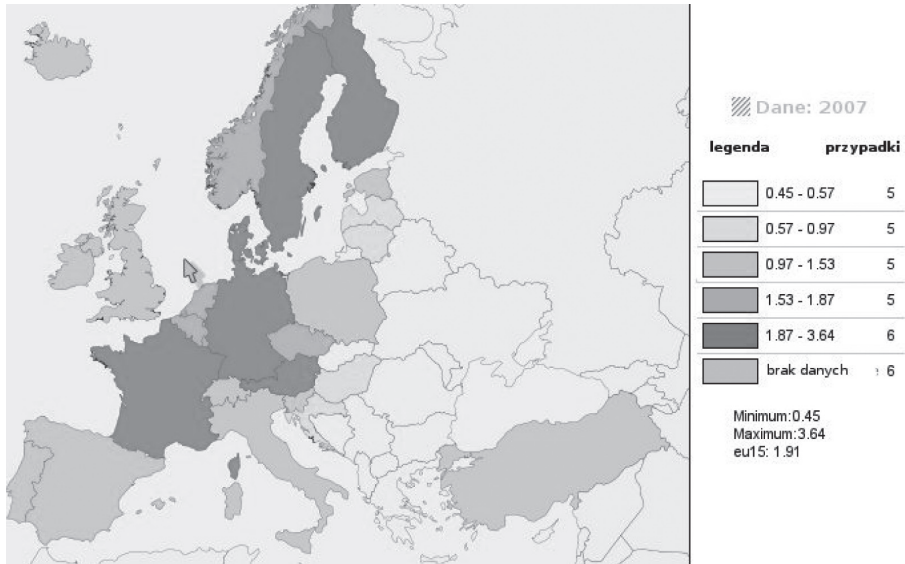 Dane: 2007
legenda przypadki
0.45 - 0.57 5
0.57 - 0.97 5
0.97 - 1.53 5
1.53 - 1.87 5
1.87 - 3.64 6
brak danych : 6
Minimum:0.45
Maximum:3.64
eu15: 1.91